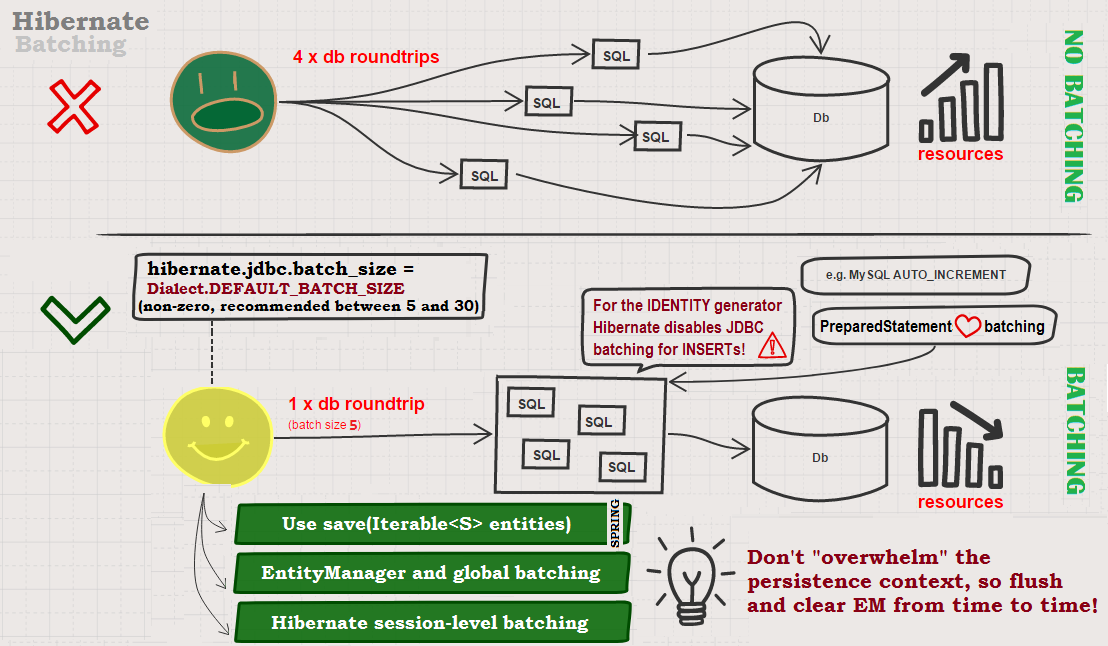 Hibernate
Batching
4 x db roundtrips
SQL
SQL
SQL
SQL
Db
resources
NO BATCHING
hibernate.jdbc.batch_size =
Dialect.DEFAULT_BATCH_SIZE
(non-zero, recommended between 5 and 30)
e.g. MySQL AUTO_INCREMENT
For the IDENTITY generator
Hibernate disables JDBC
batching for INSERTs!
PreparedStatement batching
1 x db roundtrip
(batch size 5)
SQL
SQL
SQL
SQL
Db
resources
BATCHING
Use save(Iterable<S> entities)
SPRING
EntityManager and global batching
Hibernate session-level batching
Don't "overwhelm" the
persistence context, so flush
and clear EM from time to time!